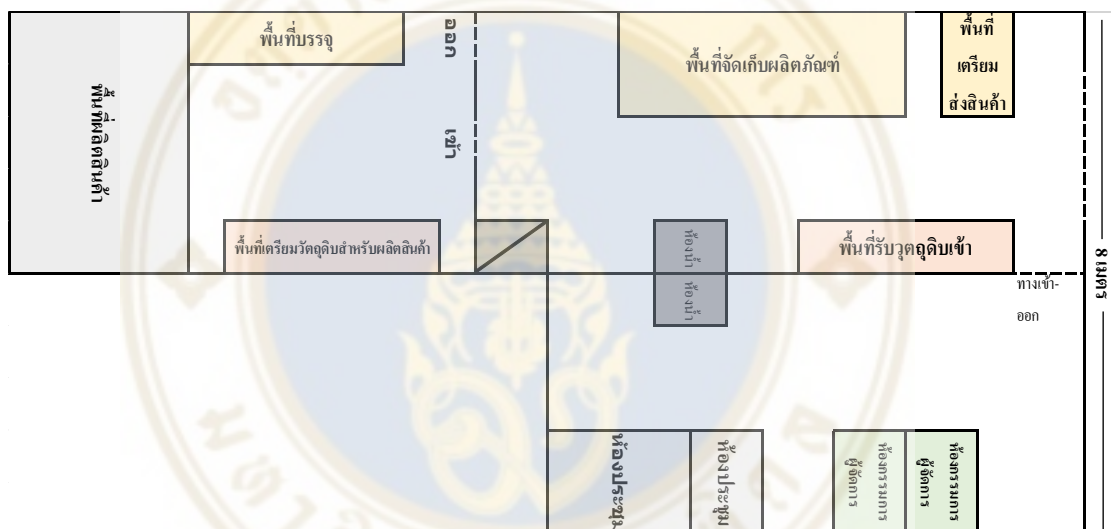 พื้นที่บรรจุ
ออก
พื้นที่จัดเก็บผลิตภัณฑ์
พื้นที่
เตรียม
ส่งสินค้า
พื้นที่ผลิตสินค้า
เข้า
พื้นที่เตรียมวัตถุดิบสำหรับผลิตสินค้า
ห้องน้ำ
พื้นที่รับวุตถุดิบเข้า
8 เมตร
ห้องน้ำ
ทางเข้า-
ออก
ห้องประชุม
ห้องประชุม
ห้องกรรมการ
ผู้จัดการ
ห้องกรรมการ
ผู้จัดการ